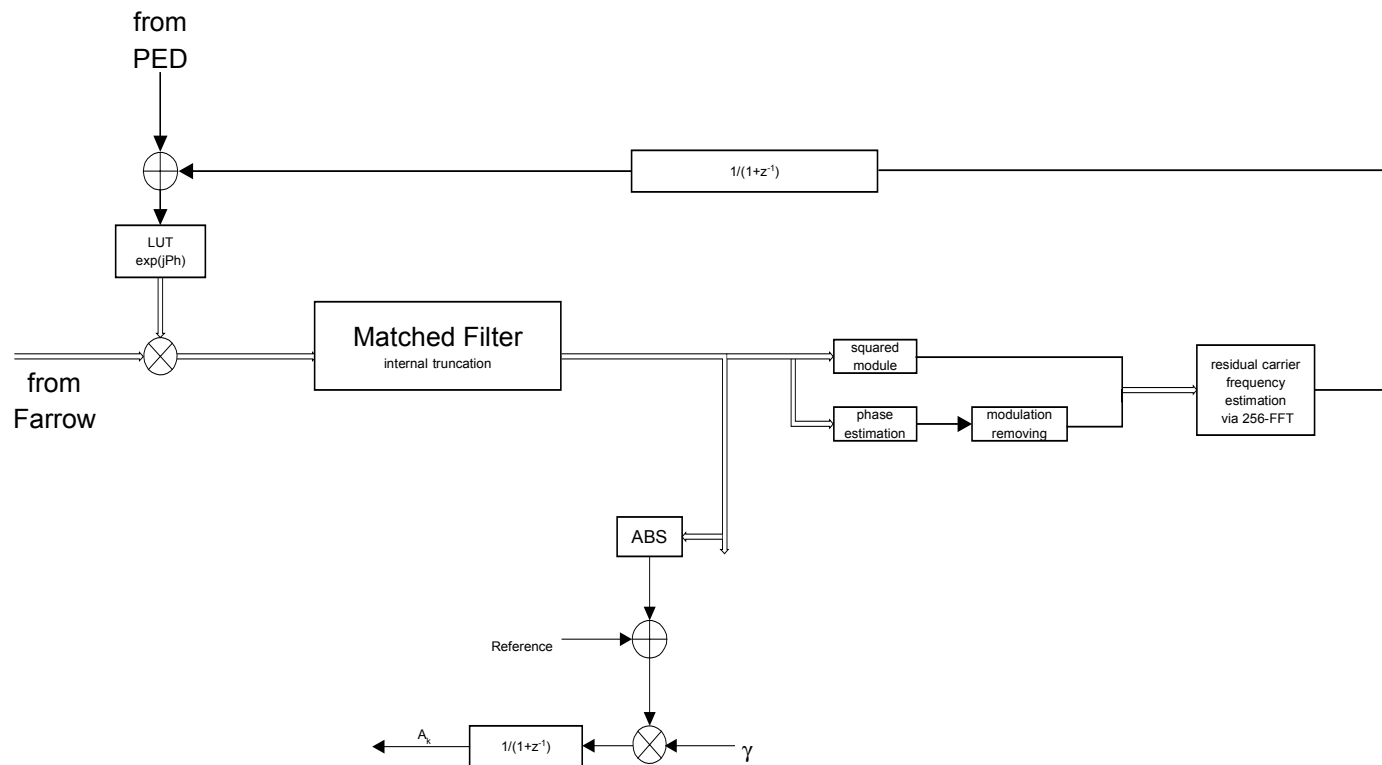 from
PED
1/(1+z⁻¹)
LUT
exp(jPh)
Matched Filter
internal truncation
from
Farrow
squared
module
phase
estimation
modulation
removing
residual carrier
frequency
estimation
via 256-FFT
ABS
Reference
Aₖ
1/(1+z⁻¹)
γ